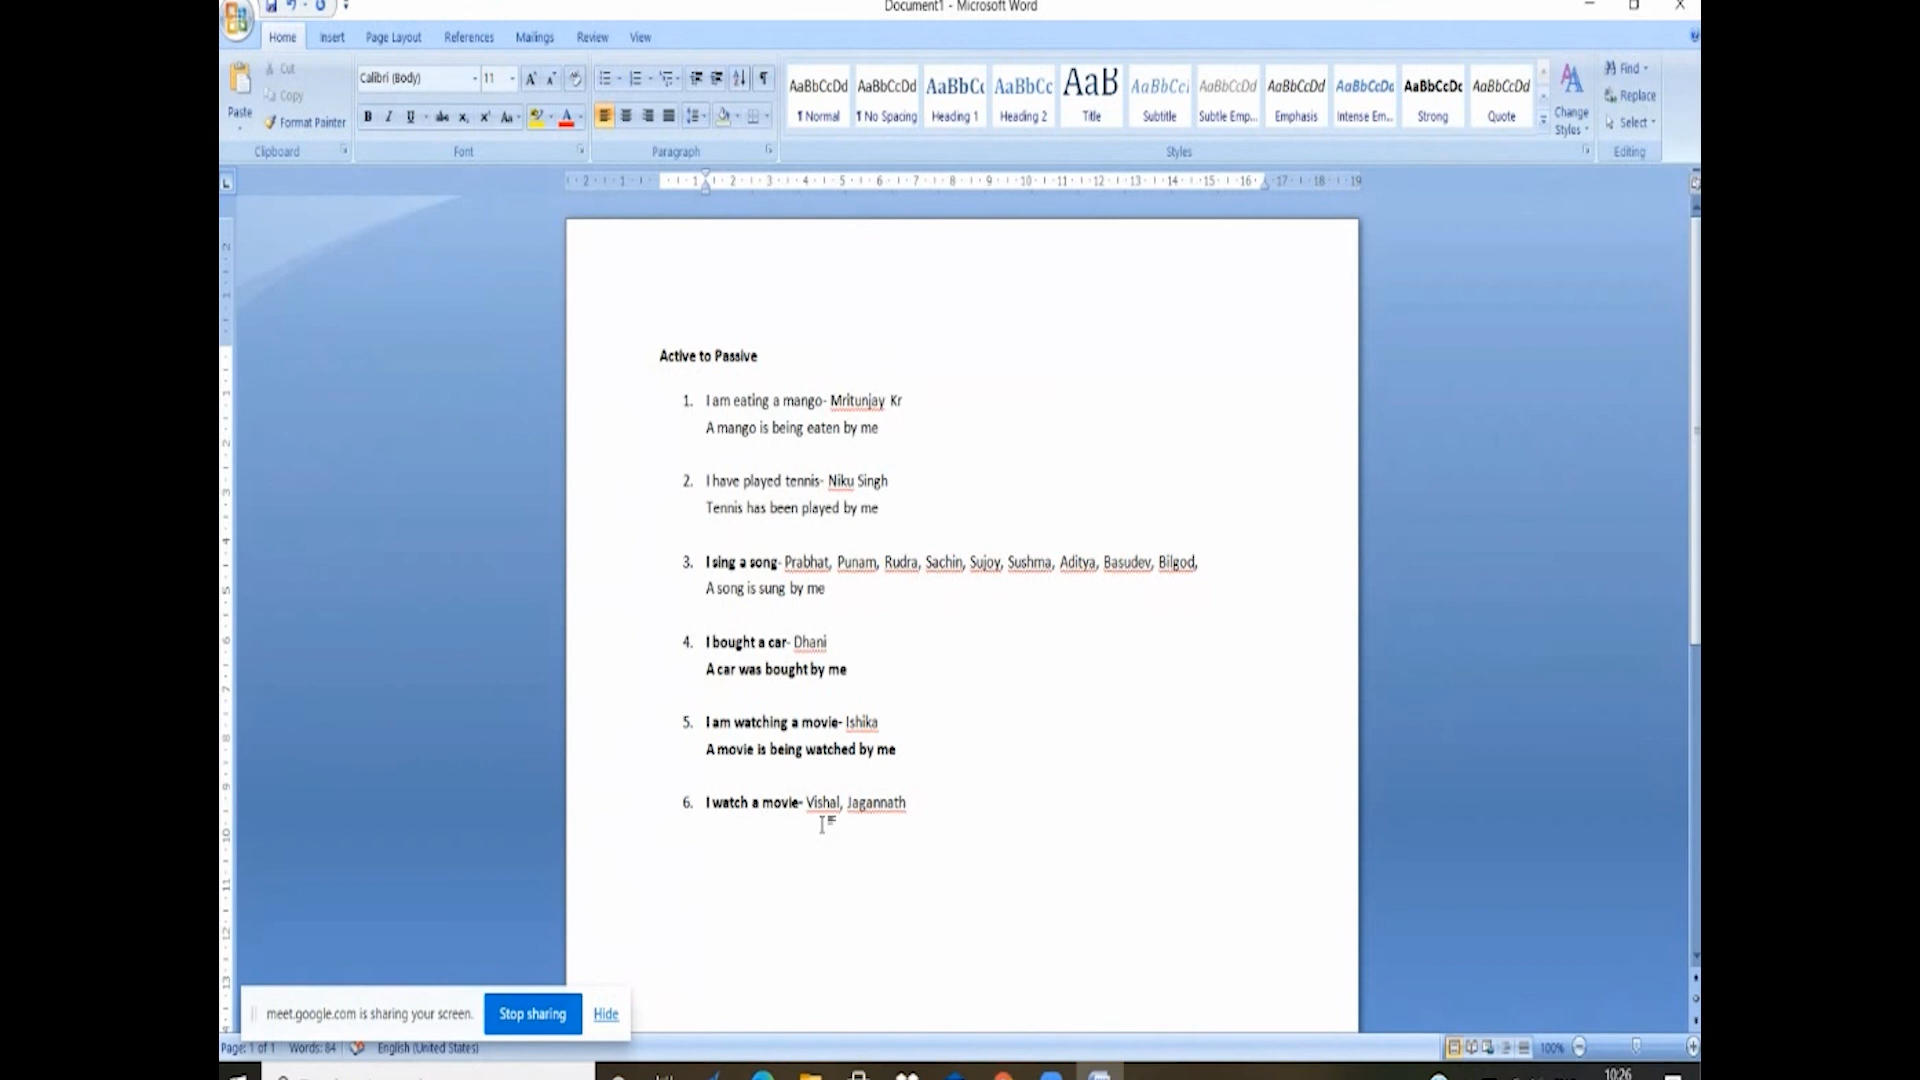 Document1 - Microsoft Word
Home Insert Page Layout References Mailings Review View
Cut
Copy
Paste
Format Painter
Clipboard
Calibri (Body) 11
Font
Paragraph
AaBbCcDd AaBbCcDd AaBbCc AaBbCc AaB AaBbCcI AaBbCcDd AaBbCcDd AaBbCcDc AaBbCcDc AaBbCcDd
¶ Normal ¶ No Spacing Heading 1 Heading 2 Title Subtitle Subtle Emp... Emphasis Intense Em... Strong Quote
Styles
Change Styles
Find
Replace
Select
Editing
Active to Passive
1. I am eating a mango- Mritunjay Kr
A mango is being eaten by me
2. I have played tennis- Niku Singh
Tennis has been played by me
3. I sing a song- Prabhat, Punam, Rudra, Sachin, Sujoy, Sushma, Aditya, Basudev, Bilgod,
A song is sung by me
4. I bought a car- Dhani
A car was bought by me
5. I am watching a movie- Ishika
A movie is being watched by me
6. I watch a movie- Vishal, Jagannath
meet.google.com is sharing your screen. Stop sharing Hide
Page: 1 of 1 Words: 84 English (United States) 100%
10:26